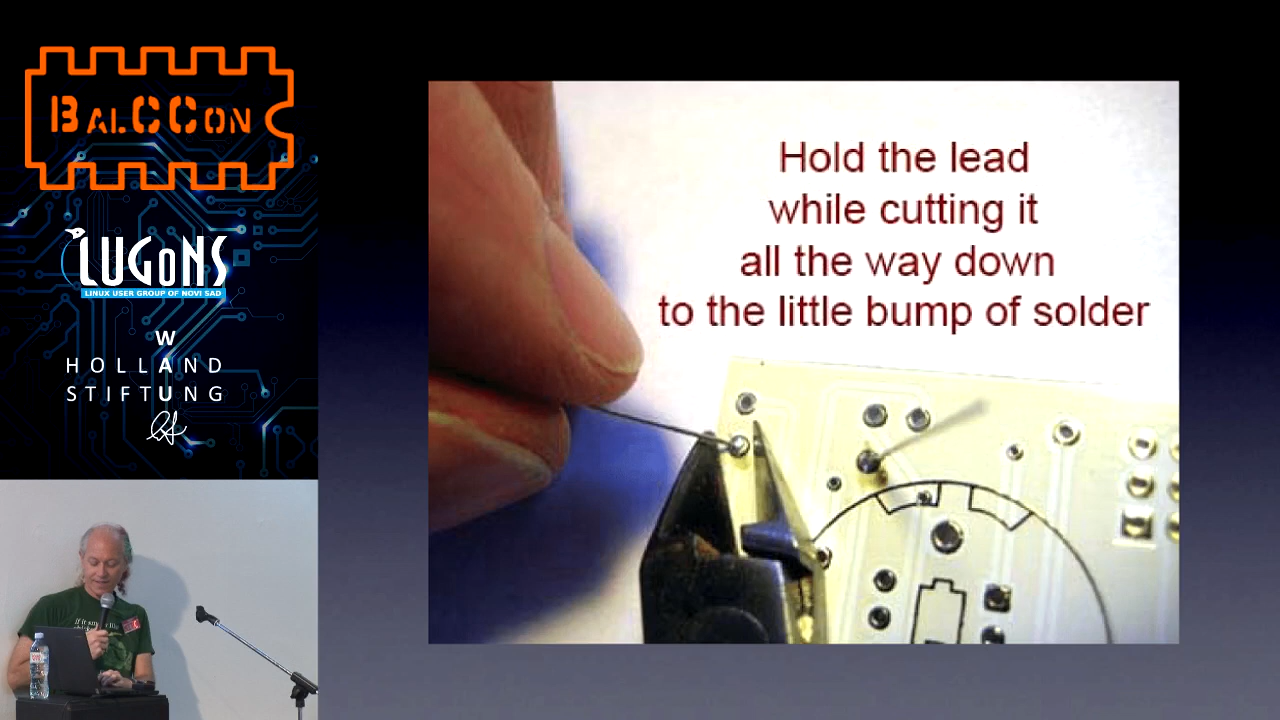 BALCCON
LUGONS
LINUX USER GROUP OF NOVI SAD
W
HOLLAND
STIFTUNG
Hold the lead
while cutting it
all the way down
to the little bump of solder